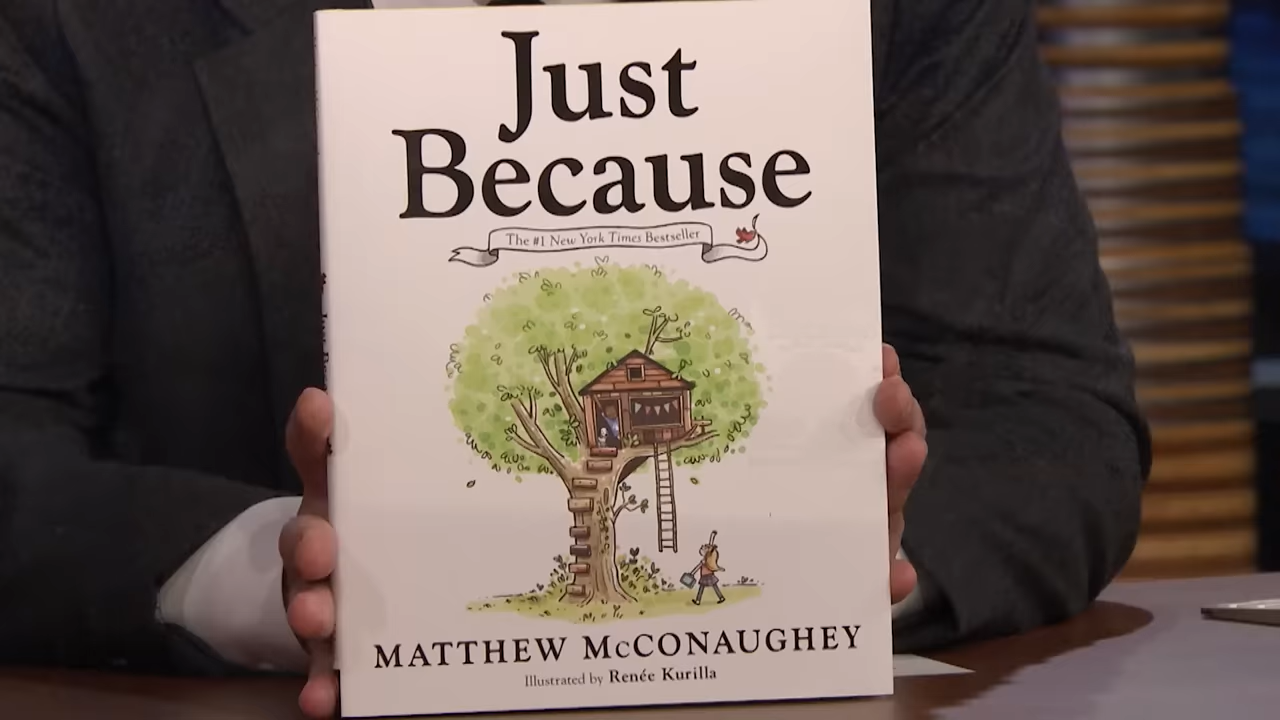 Just
Because
The #1 New York Times Bestseller
MATTHEW McCONAUGHEY
Illustrated by Renée Kurilla